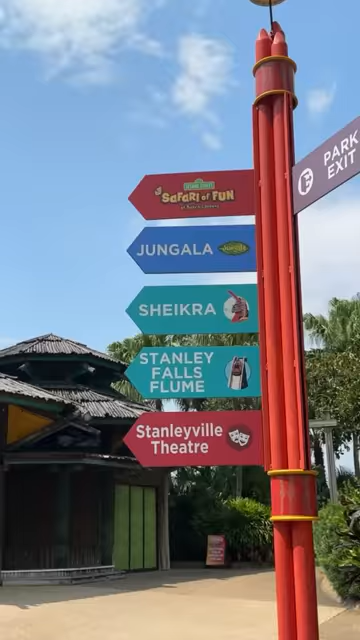 PARK
EXIT
SESAME STREET
SaFaRi of FUN
JUNGALA
SHEIKRA
STANLEY
FALLS
FLUME
Stanleyville
Theatre